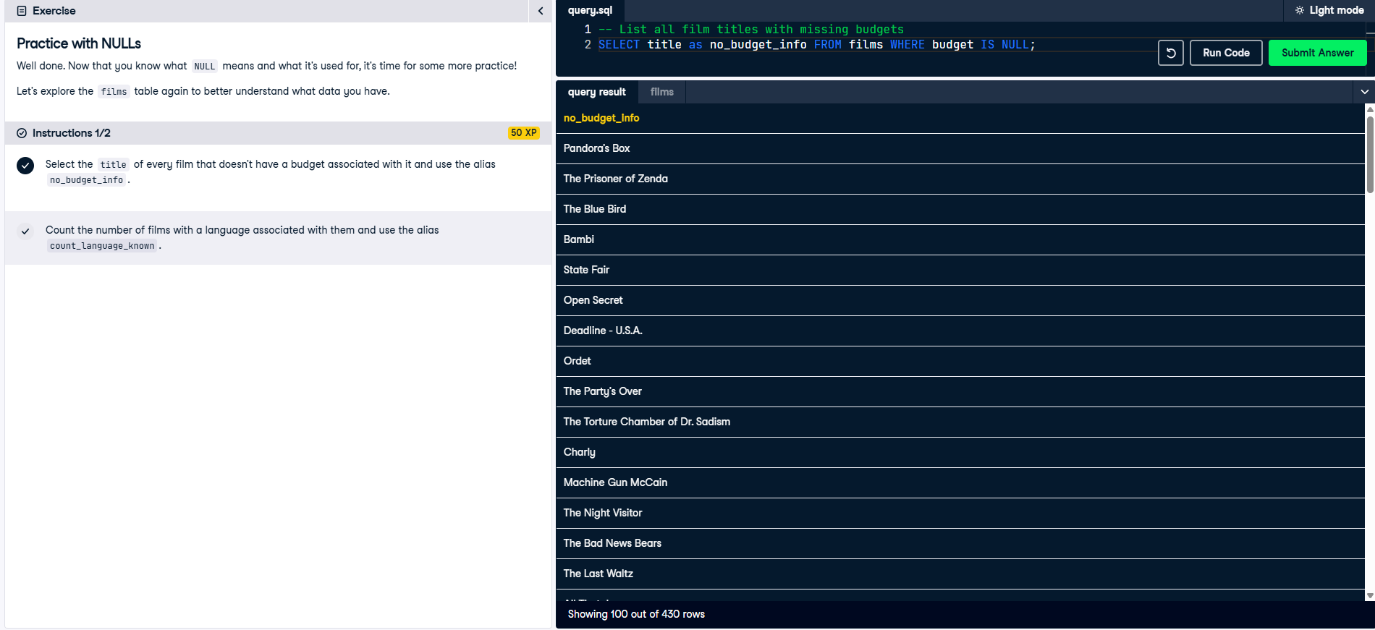 Exercise
Practice with NULLs
Well done. Now that you know what NULL means and what it's used for, it's time for some more practice!
Let's explore the films table again to better understand what data you have.
Instructions 1/2
50 XP
Select the title of every film that doesn't have a budget associated with it and use the alias
no_budget_info .
Count the number of films with a language associated with them and use the alias
count_language_known .
query.sql
Light mode
1 -- List all film titles with missing budgets
2 SELECT title as no_budget_info FROM films WHERE budget IS NULL;
Run Code
Submit Answer
query result
films
no_budget_info
Pandora's Box
The Prisoner of Zenda
The Blue Bird
Bambi
State Fair
Open Secret
Deadline - U.S.A.
Ordet
The Party's Over
The Torture Chamber of Dr. Sadism
Charly
Machine Gun McCain
The Night Visitor
The Bad News Bears
The Last Waltz
Showing 100 out of 430 rows